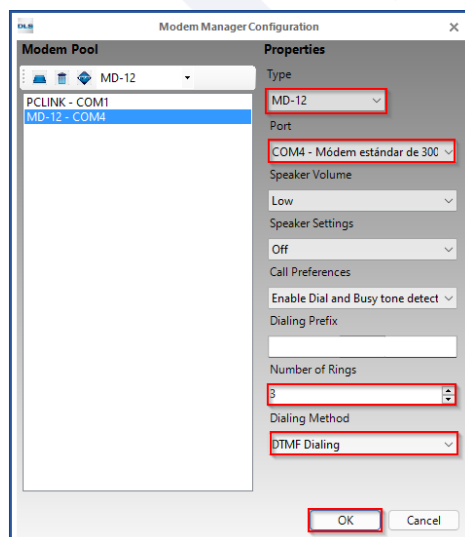 DLS
Modem Manager Configuration
Modem Pool
MD-12
PCLINK - COM1
MD-12 - COM4
Properties
Type
MD-12
Port
COM4 - Módem estándar de 300
Speaker Volume
Low
Speaker Settings
Off
Call Preferences
Enable Dial and Busy tone detect
Dialing Prefix
Number of Rings
3
Dialing Method
DTMF Dialing
OK
Cancel